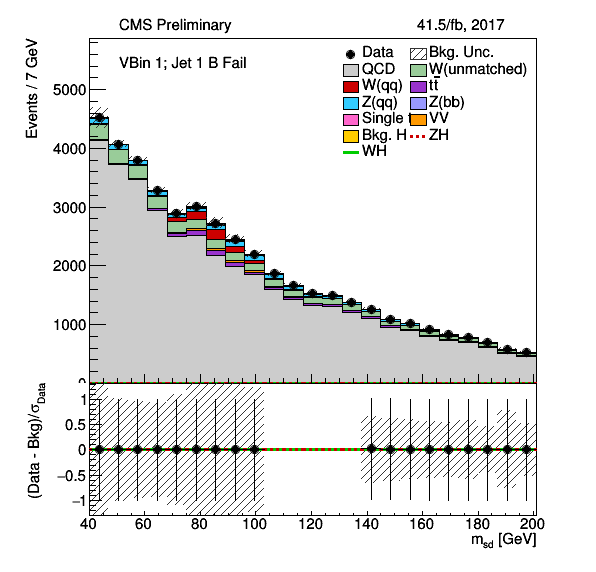 CMS Preliminary 41.5/fb, 2017
VBin 1; Jet 1 B Fail
Data Bkg. Unc.
QCD W(unmatched)
W(qq) tt̄
Z(qq) Z(bb)
Single VV
Bkg. H ZH
WH
Events / 7 GeV
5000
4000
3000
2000
1000
0
(Data - Bkg)/σData
1
0.5
0
−0.5
−1
40 60 80 100 120 140 160 180 200
msd [GeV]